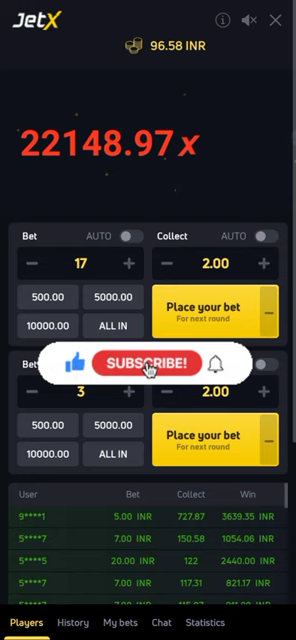 JetX
96.58 INR
22148.97x
Bet AUTO Collect AUTO
17 2.00
500.00 5000.00 Place your bet
For next round
10000.00 ALL IN
SUBSCRIBE!
3 2.00
500.00 5000.00 Place your bet
For next round
10000.00 ALL IN
User Bet Collect Win
9****1 5.00 INR 727.87 3639.35 INR
5****7 7.00 INR 150.58 1054.06 INR
5****5 20.00 INR 122 2440.00 INR
5****7 7.00 INR 117.31 821.17 INR
Players History My bets Chat Statistics